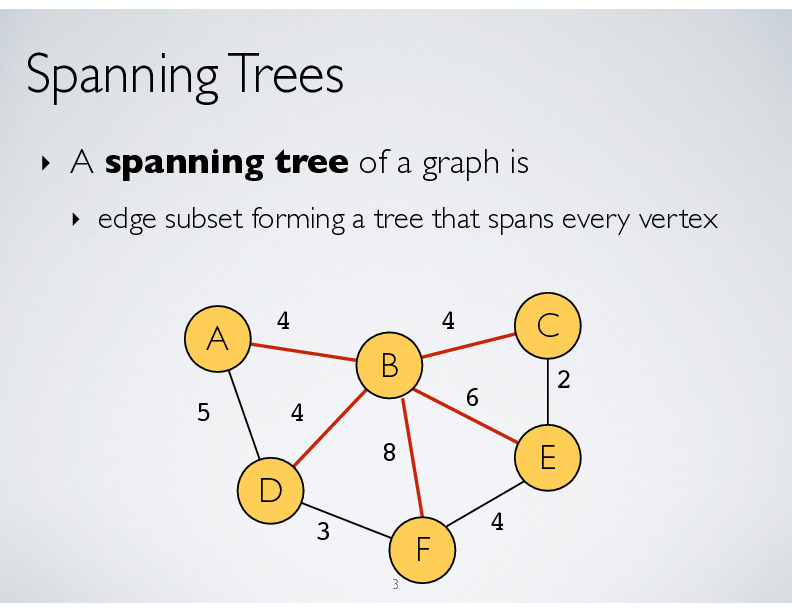 Spanning Trees
‣ A spanning tree of a graph is
‣ edge subset forming a tree that spans every vertex
4
4
C
A
B
2
6
5
4
8
E
D
4
3
F
3